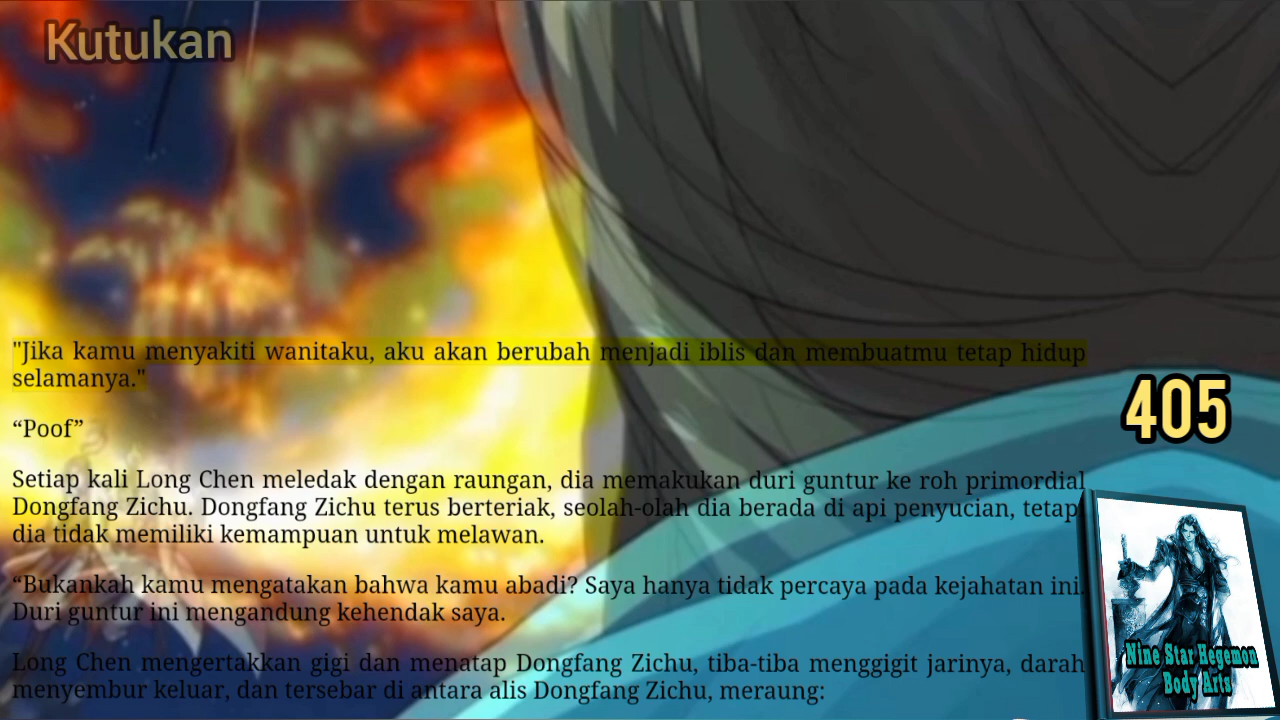 Kutukan
"Jika kamu menyakiti wanitaku, aku akan berubah menjadi iblis dan membuatmu tetap hidup
selamanya."
“Poof”
Setiap kali Long Chen meledak dengan raungan, dia memakukan duri guntur ke roh primordial
Dongfang Zichu. Dongfang Zichu terus berteriak, seolah-olah dia berada di api penyucian, tetapi
dia tidak memiliki kemampuan untuk melawan.
“Bukankah kamu mengatakan bahwa kamu abadi? Saya hanya tidak percaya pada kejahatan ini.
Duri guntur ini mengandung kehendak saya.
Long Chen mengertakkan gigi dan menatap Dongfang Zichu, tiba-tiba menggigit jarinya, darah
menyembur keluar, dan tersebar di antara alis Dongfang Zichu, meraung:
405
Nine Star Hegemon
Body Arts